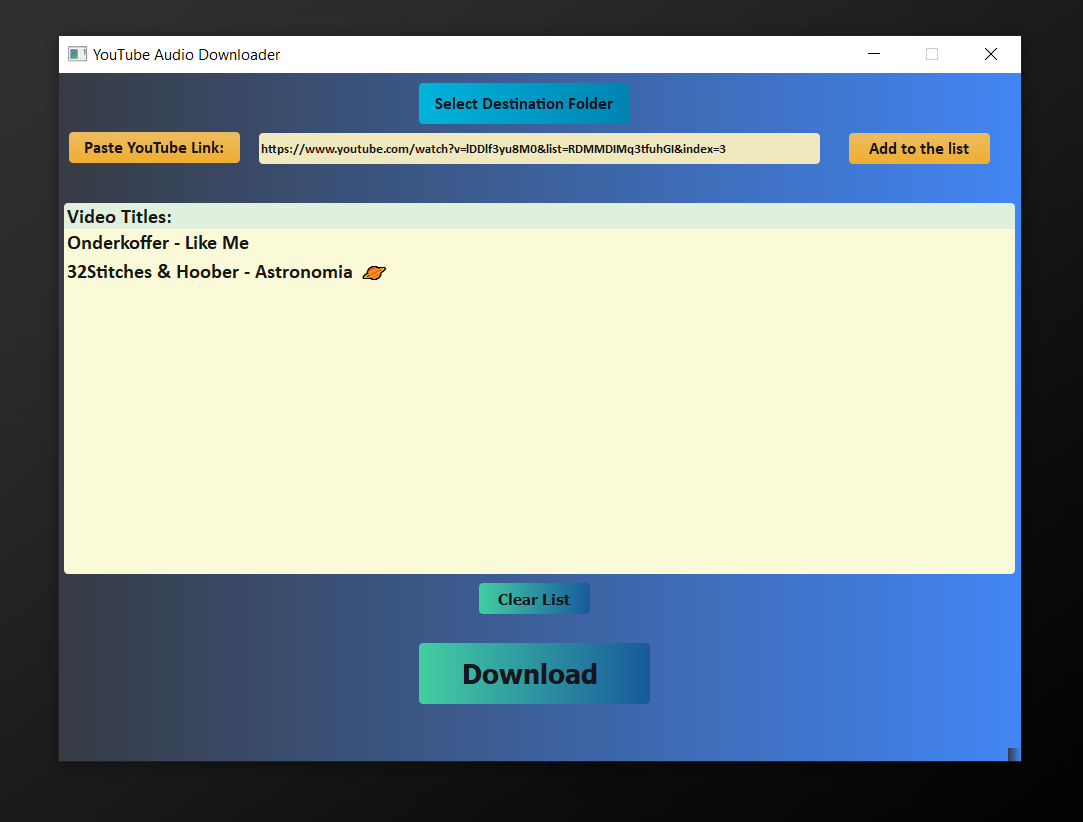 YouTube Audio Downloader
Select Destination Folder
Paste YouTube Link:
https://www.youtube.com/watch?v=lDDlf3yu8M0&list=RDMMDIMq3tfuhGI&index=3
Add to the list
Video Titles:
Onderkoffer - Like Me
32Stitches & Hoober - Astronomia 🪐
Clear List
Download